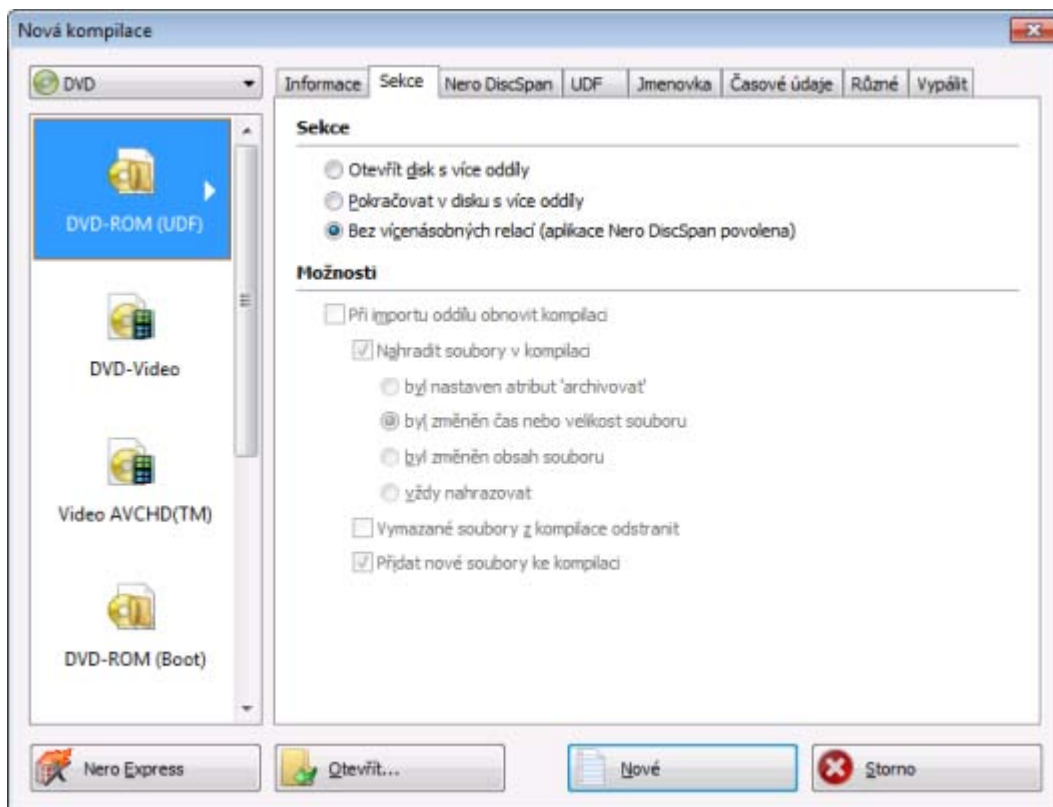 Nová kompilace
DVD
Informace Sekce Nero DiscSpan UDF Jmenovka Časové údaje Různé Vypálit
DVD-ROM (UDF)
DVD-Video
Video AVCHD(TM)
DVD-ROM (Boot)
Sekce
Otevřít disk s více oddíly
Pokračovat v disku s více oddíly
Bez vícenásobných relací (aplikace Nero DiscSpan povolena)
Možnosti
Při importu oddílu obnovit kompilaci
Nahradit soubory v kompilaci
byl nastaven atribut 'archivovat'
byl změněn čas nebo velikost souboru
byl změněn obsah souboru
vždy nahrazovat
Vymazané soubory z kompilace odstranit
Přidat nové soubory ke kompilaci
Nero Express
Otevřít...
Nové
Storno